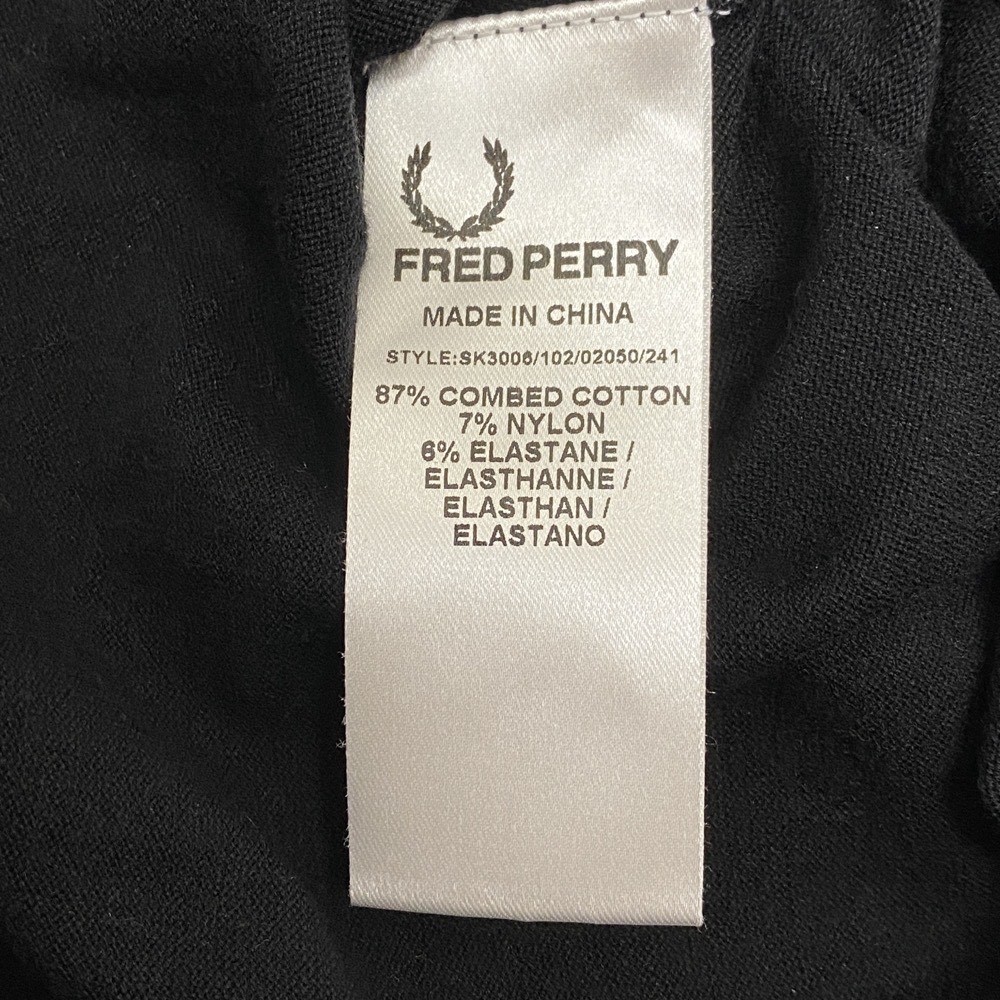 FRED PERRY
MADE IN CHINA
STYLE:SK3006/102/02050/241
87% COMBED COTTON
7% NYLON
6% ELASTANE /
ELASTHANNE /
ELASTHAN /
ELASTANO